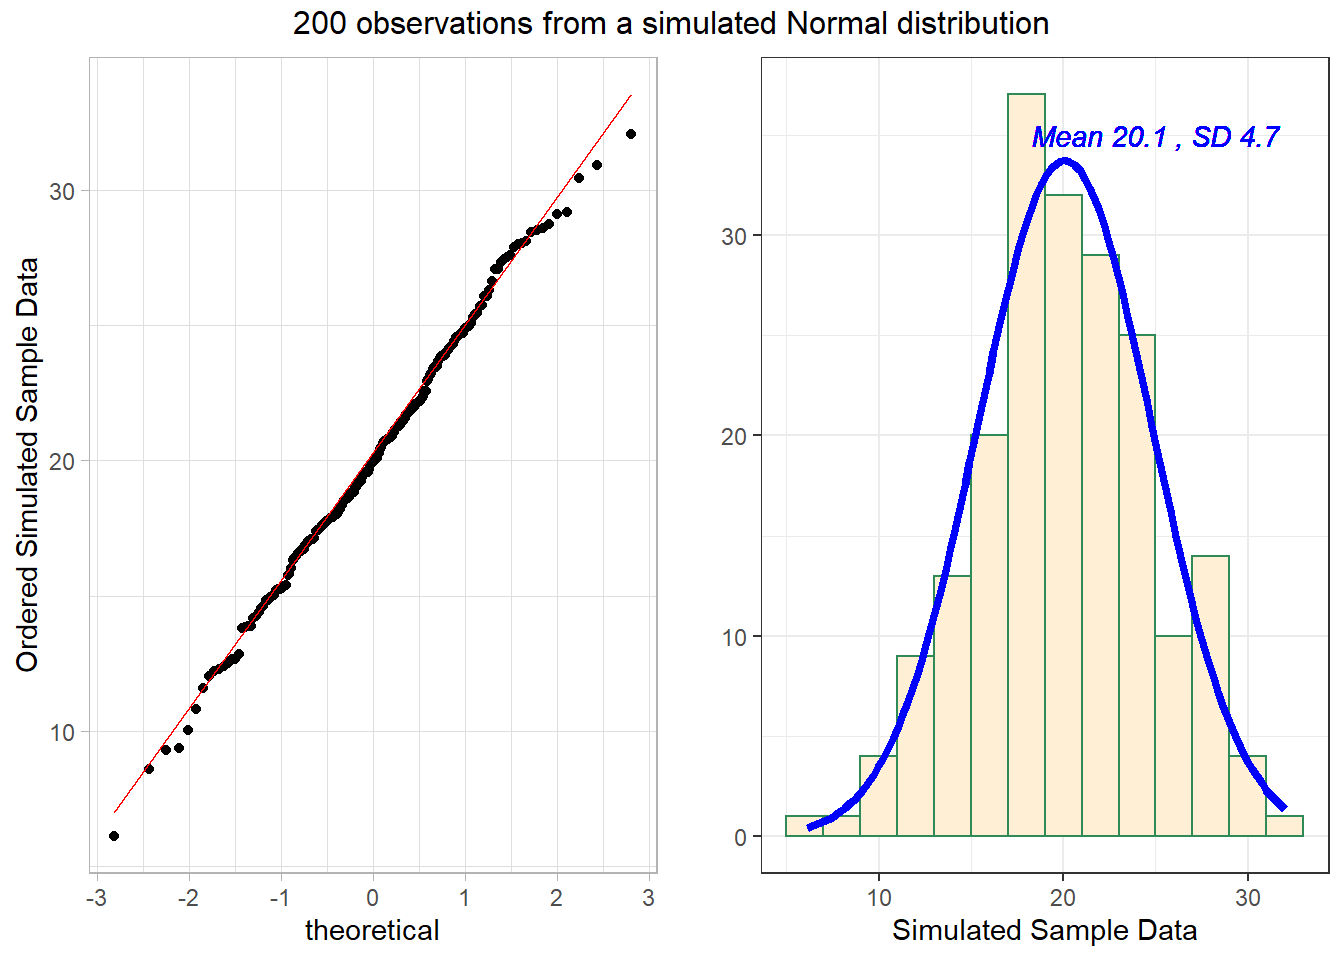 200 observations from a simulated Normal distribution
Ordered Simulated Sample Data
30
20
10
-3 -2 -1 0 1 2 3
theoretical
Mean 20.1 , SD 4.7
30
20
10
0
10 20 30
Simulated Sample Data